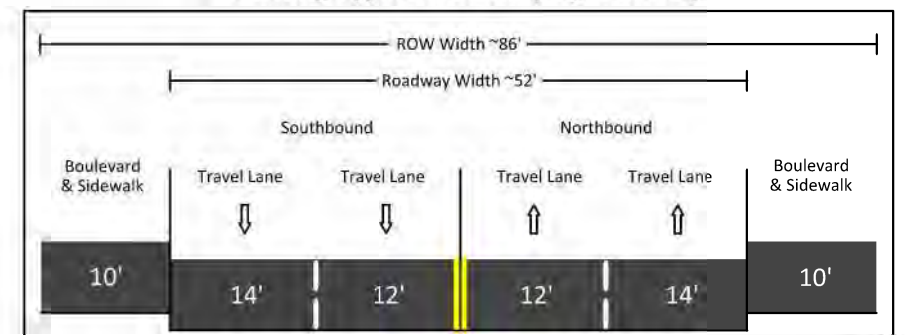 ROW Width ~86'
Roadway Width ~52'
Southbound
Northbound
Boulevard
& Sidewalk
Travel Lane
Travel Lane
Travel Lane
Travel Lane
Boulevard
& Sidewalk
10'
14'
12'
12'
14'
10'